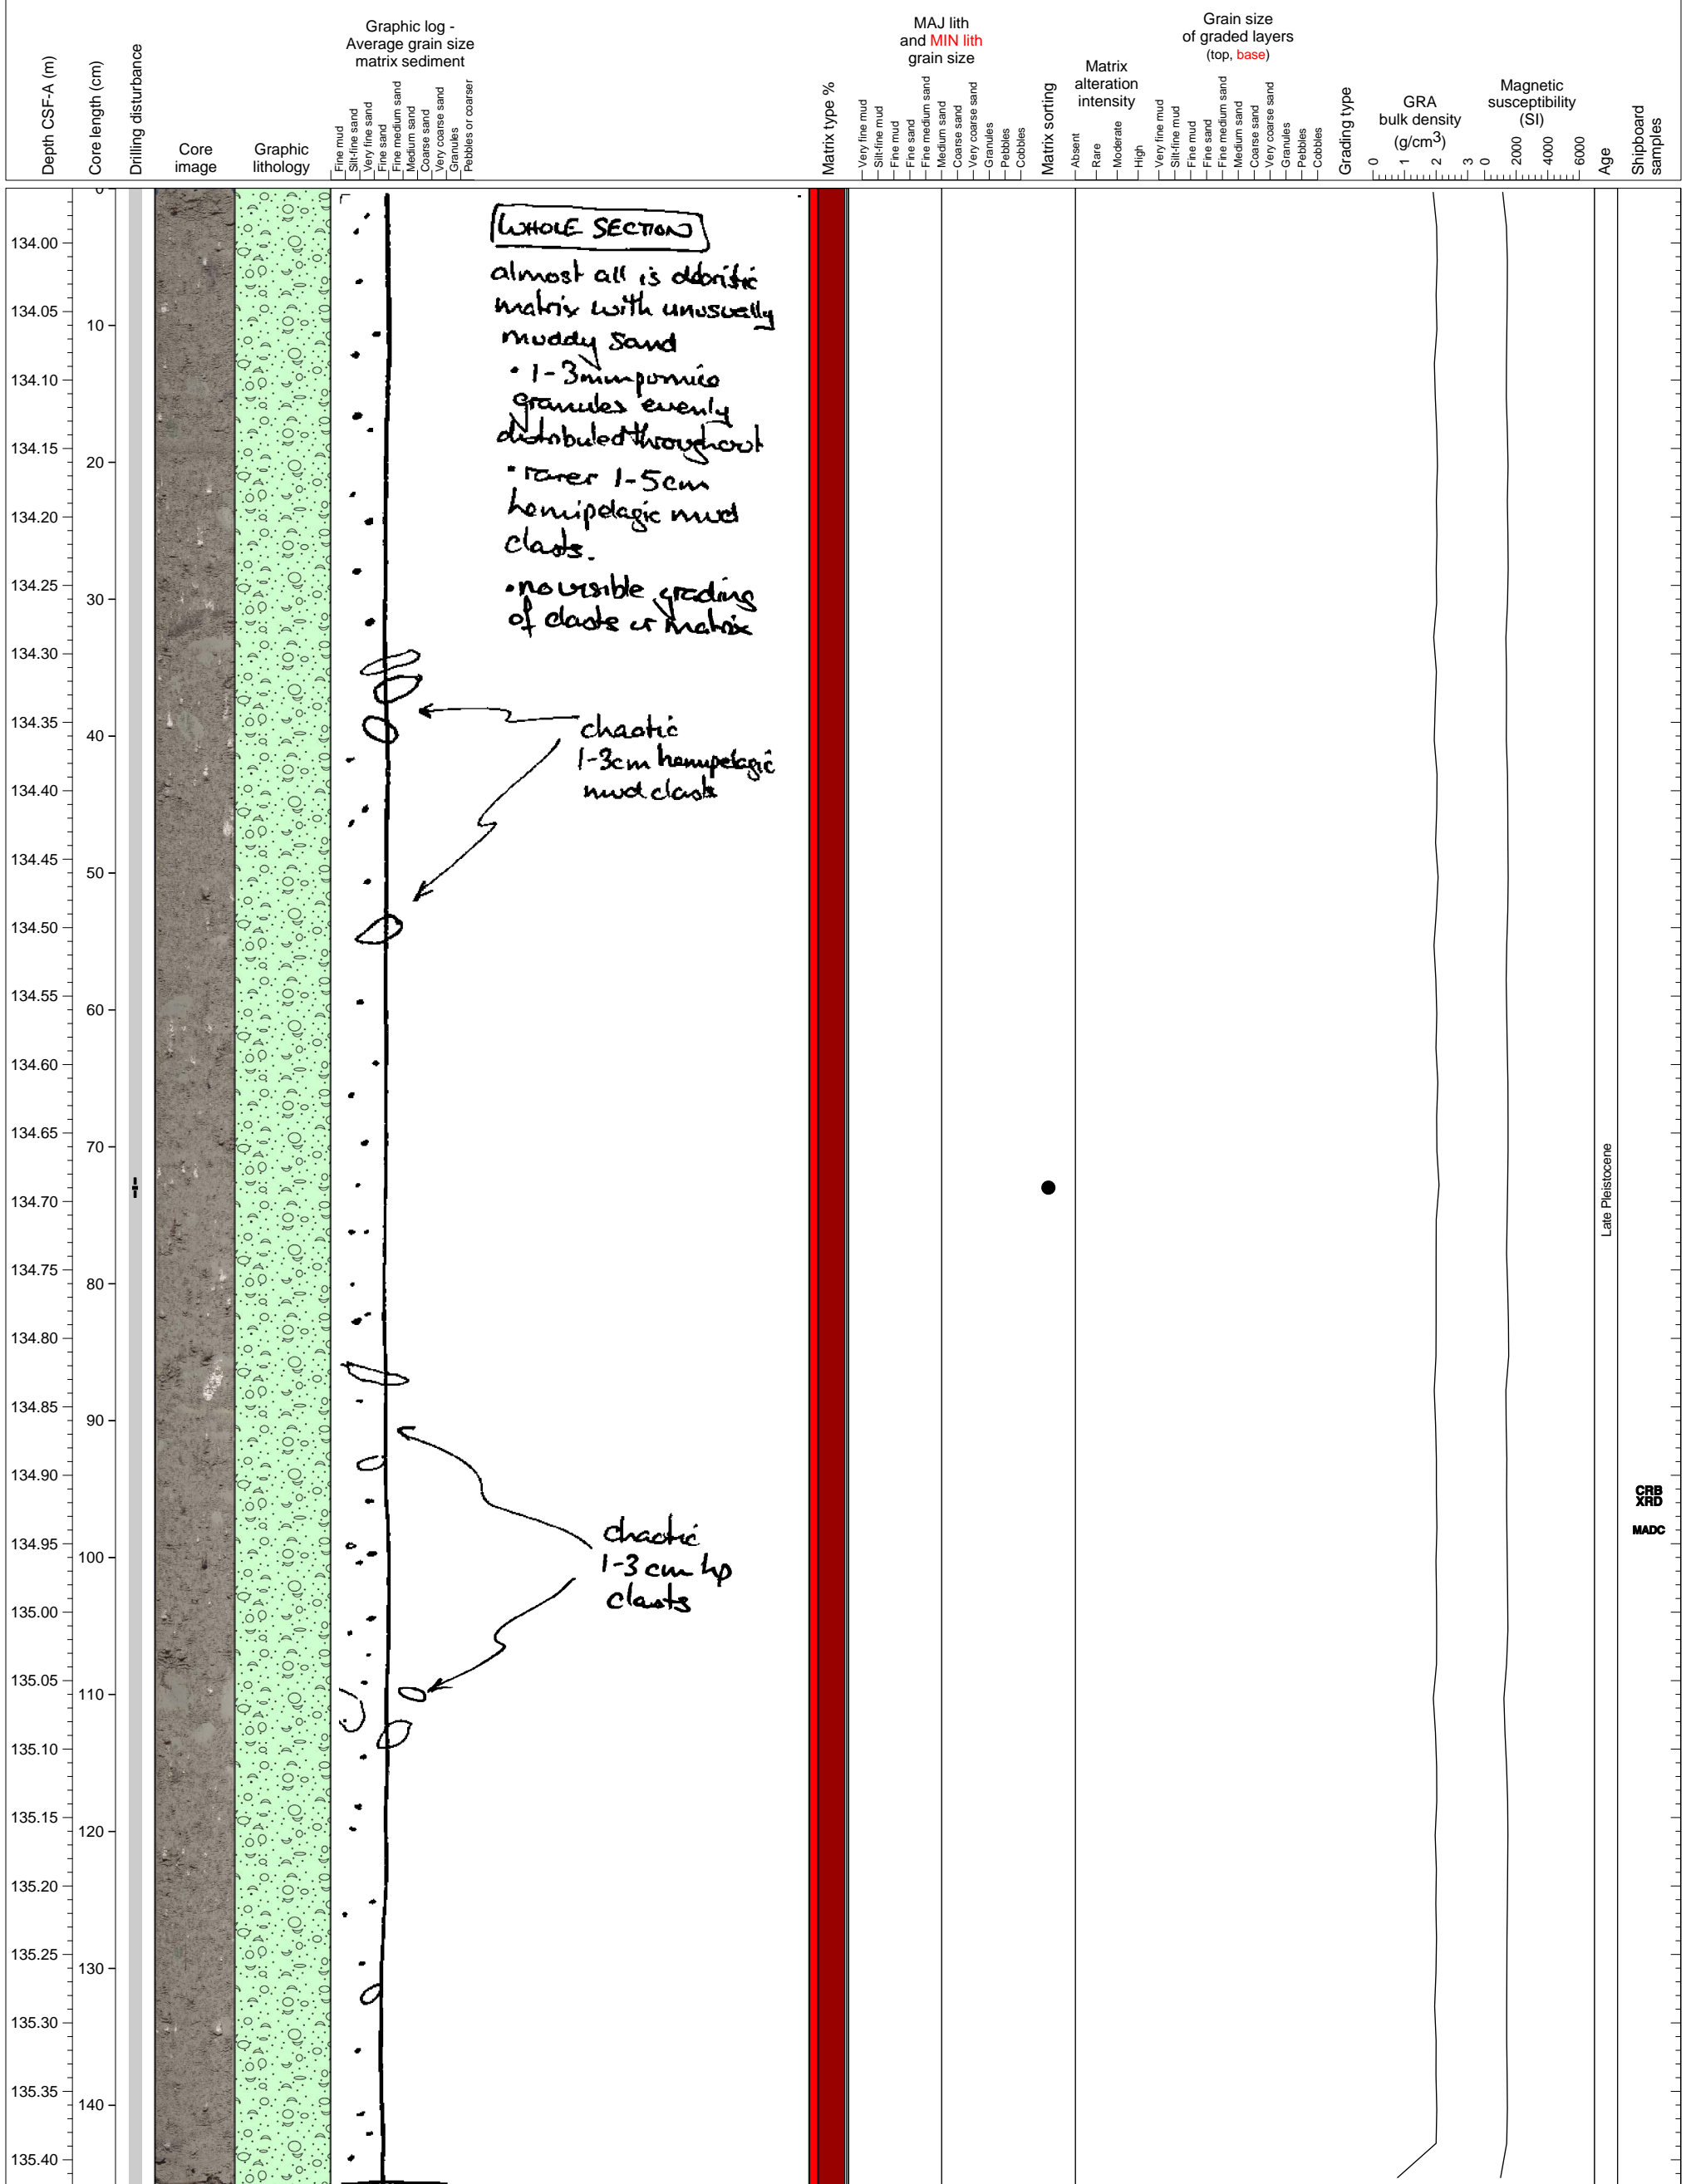 Depth CSF-A (m)
Core length (cm)
Drilling disturbance
Core
image
Graphic
lithology
Graphic log -
Average grain size
matrix sediment
Fine mud
Silt-fine sand
Very fine sand
Fine sand
Fine medium sand
Medium sand
Coarse sand
Very coarse sand
Granules
Pebbles or coarser
Matrix type %
MAJ lith
and MIN lith
grain size
Very fine mud
Silt-fine mud
Fine mud
Fine sand
Fine medium sand
Medium sand
Coarse sand
Very coarse sand
Granules
Pebbles
Cobbles
Matrix sorting
Matrix
alteration
intensity
Absent
Rare
Moderate
High
Grain size
of graded layers
(top, base)
Very fine mud
Silt-fine mud
Fine mud
Fine sand
Fine medium sand
Medium sand
Coarse sand
Very coarse sand
Granules
Pebbles
Cobbles
Grading type
GRA
bulk density
(g/cm3)
0 1 2 3
Magnetic
susceptibility
(SI)
0 2000 4000 6000
Age
Shipboard
samples
134.00
134.05
134.10
134.15
134.20
134.25
134.30
134.35
134.40
134.45
134.50
134.55
134.60
134.65
134.70
134.75
134.80
134.85
134.90
134.95
135.00
135.05
135.10
135.15
135.20
135.25
135.30
135.35
135.40
0
10
20
30
40
50
60
70
80
90
100
110
120
130
140
WHOLE SECTION
almost all is debritic
matrix with unusually
muddy sand
• 1-3mm pumice
granules evenly
distributed throughout
• rarer 1-5cm
hemipelagic mud
clasts.
• no visible grading
of clasts or matrix
chaotic
1-3cm hemipelagic
mud clasts
chaotic
1-3 cm hp
clasts
Late Pleistocene
CRB
XRD
MADC